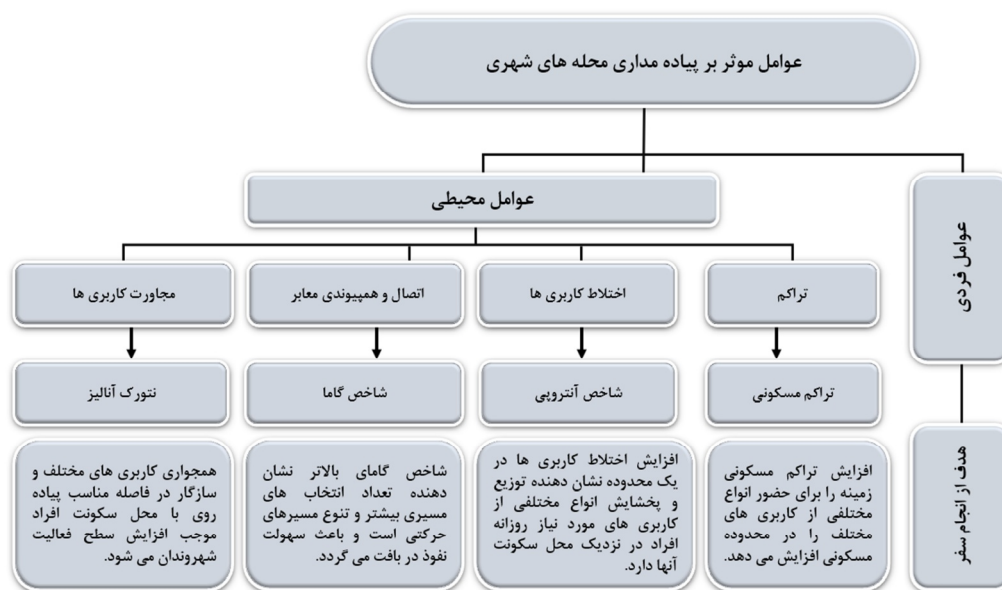 عوامل موثر بر پیاده مداری محله های شهری
عوامل محیطی
عوامل فردی
تراکم
اختلاط کاربری ها
اتصال و همپیوندی معابر
مجاورت کاربری ها
تراکم مسکونی
شاخص آنتروپی
شاخص گاما
نتورک آنالیز
هدف از انجام سفر
افزایش تراکم مسکونی
زمینه را برای حضور انواع
مختلفی از کاربری های
مختلف را در محدوده
مسکونی افزایش می دهد.
افزایش اختلاط کاربری ها در
یک محدوده نشان دهنده توزیع
و پخشایش انواع مختلفی از
کاربری های مورد نیاز روزانه
افراد در نزدیک محل سکونت
آنها دارد.
شاخص گامای بالاتر نشان
دهنده تعداد انتخاب های
مسیری بیشتر و تنوع مسیرهای
حرکتی است و باعث سهولت
نفوذ در بافت می گردد.
همجواری کاربری های مختلف و
سازگار در فاصله مناسب پیاده
روی با محل سکونت افراد
موجب افزایش سطح فعالیت
شهروندان می شود.